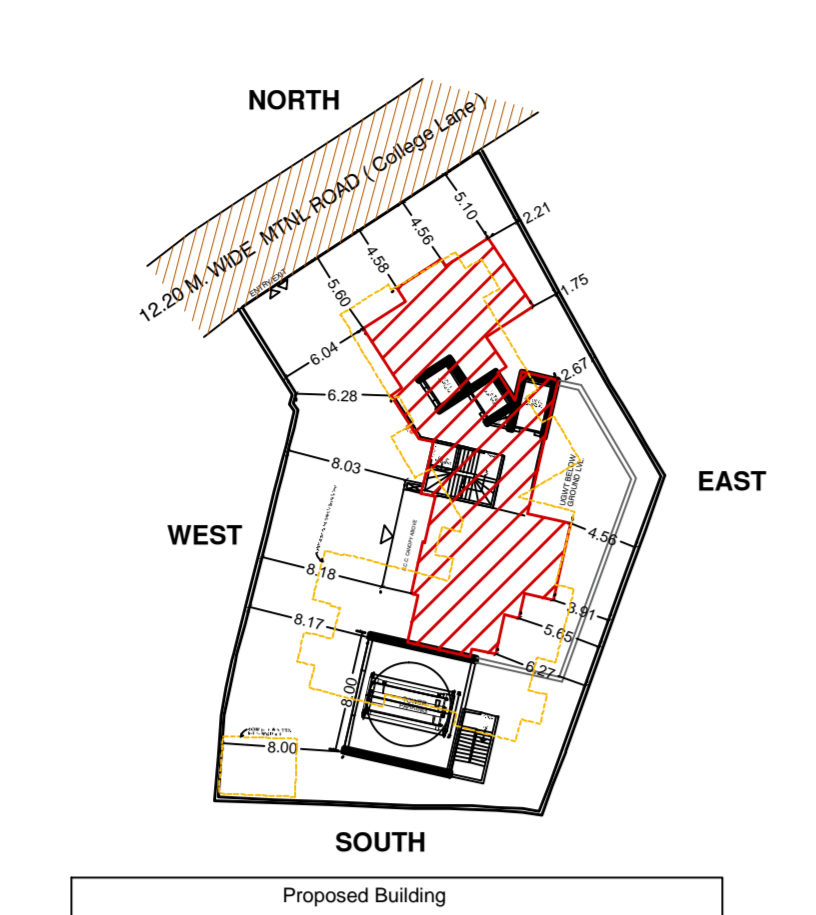 NORTH
12.20 M. WIDE MTNL ROAD ( College Lane )
ENTRY/EXIT
5.10
2.21
4.56
4.58
5.60
1.75
6.04
2.67
6.28
8.03
UGWT BELOW
GROUND LVL.
EAST
WEST
4.56
R.C.C. CANOPY ABOVE
8.18
3.91
8.17
5.65
6.27
8.00
8.00
SOUTH
Proposed Building